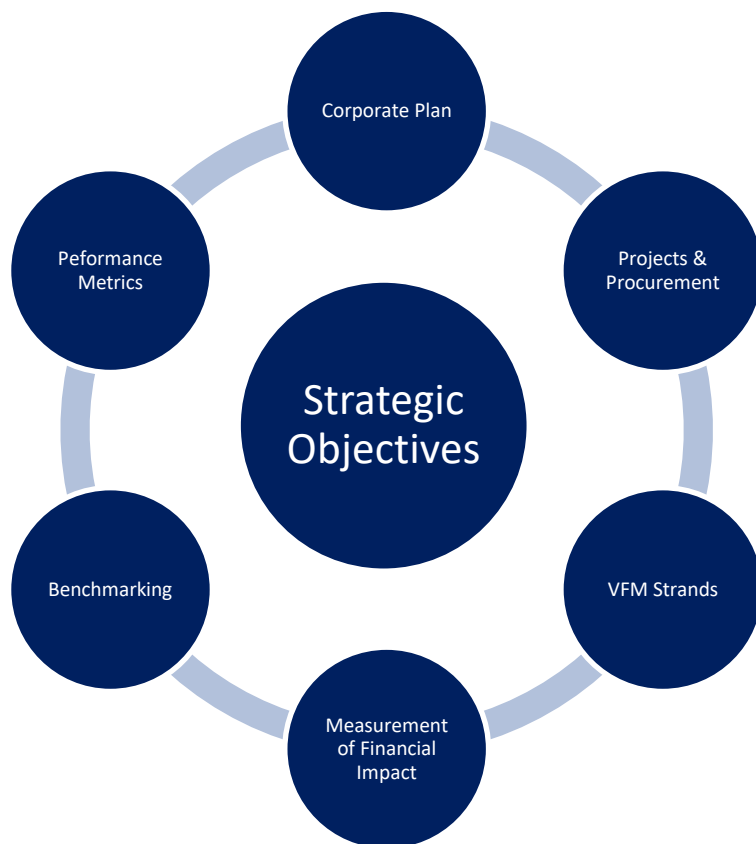 Corporate Plan
Projects &
Procurement
VFM Strands
Measurement
of Financial
Impact
Benchmarking
Peformance
Metrics
Strategic
Objectives